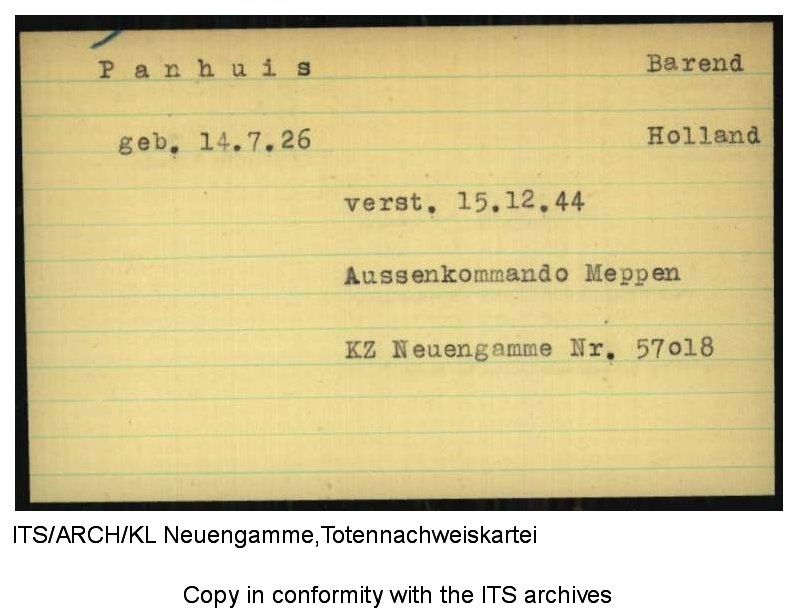 P a n h u i s Barend
geb. 14.7.26 Holland
verst. 15.12.44
Aussenkommando Meppen
KZ Neuengamme Nr. 57o18
ITS/ARCH/KL Neuengamme,Totennachweiskartei
Copy in conformity with the ITS archives